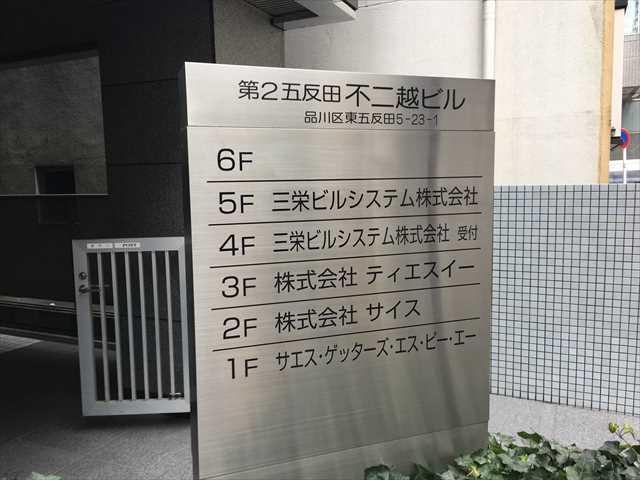 第2五反田 不二越ビル
品川区東五反田5-23-1
6F
5F 三栄ビルシステム株式会社
4F 三栄ビルシステム株式会社 受付
3F 株式会社 ティエスイー
2F 株式会社 サイス
1F サエス・ゲッターズ・エス・ピー・エー
POST